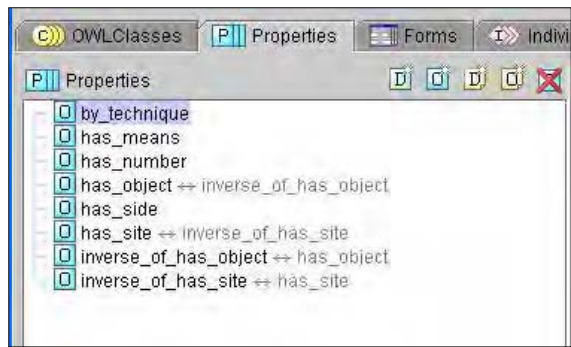 C OWLClasses P Properties Forms I Indivi
P Properties D O D O
O by_technique
O has_means
O has_number
O has_object ↔ inverse_of_has_object
O has_side
O has_site ↔ inverse_of_has_site
O inverse_of_has_object ↔ has_object
O inverse_of_has_site ↔ has_site